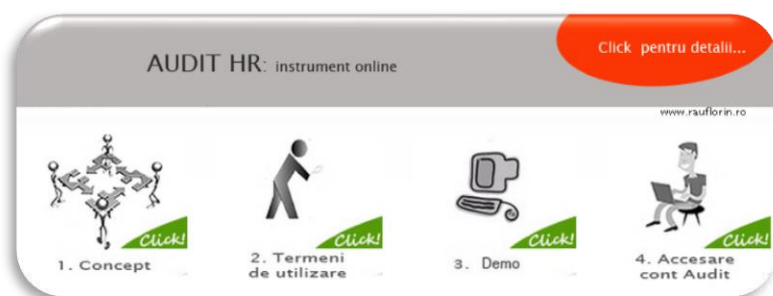 AUDIT HR: instrument online
Click pentru detalii...
www.rauflorin.ro
Click!
Click!
Click!
Click!
1. Concept
2. Termeni
de utilizare
3. Demo
4. Accesare
cont Audit